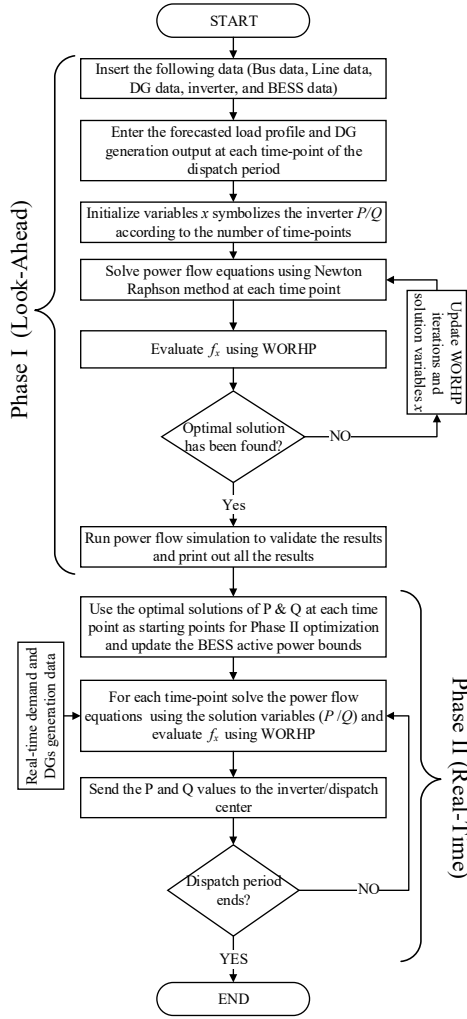 START
Insert the following data (Bus data, Line data,
DG data, inverter, and BESS data)
Enter the forecasted load profile and DG
generation output at each time-point of the
dispatch period
Initialize variables x symbolizes the inverter P/Q
according to the number of time-points
Solve power flow equations using Newton
Raphson method at each time point
Update WORHP
iterations and
solution variables x
Evaluate fx using WORHP
Optimal solution
has been found?
NO
Yes
Run power flow simulation to validate the results
and print out all the results
Phase I (Look-Ahead)
Use the optimal solutions of P & Q at each time
point as starting points for Phase II optimization
and update the BESS active power bounds
Real-time demand and
DGs generation data
For each time-point solve the power flow
equations using the solution variables (P /Q) and
evaluate fx using WORHP
Send the P and Q values to the inverter/dispatch
center
Dispatch period
ends?
NO
YES
Phase II (Real-Time)
END